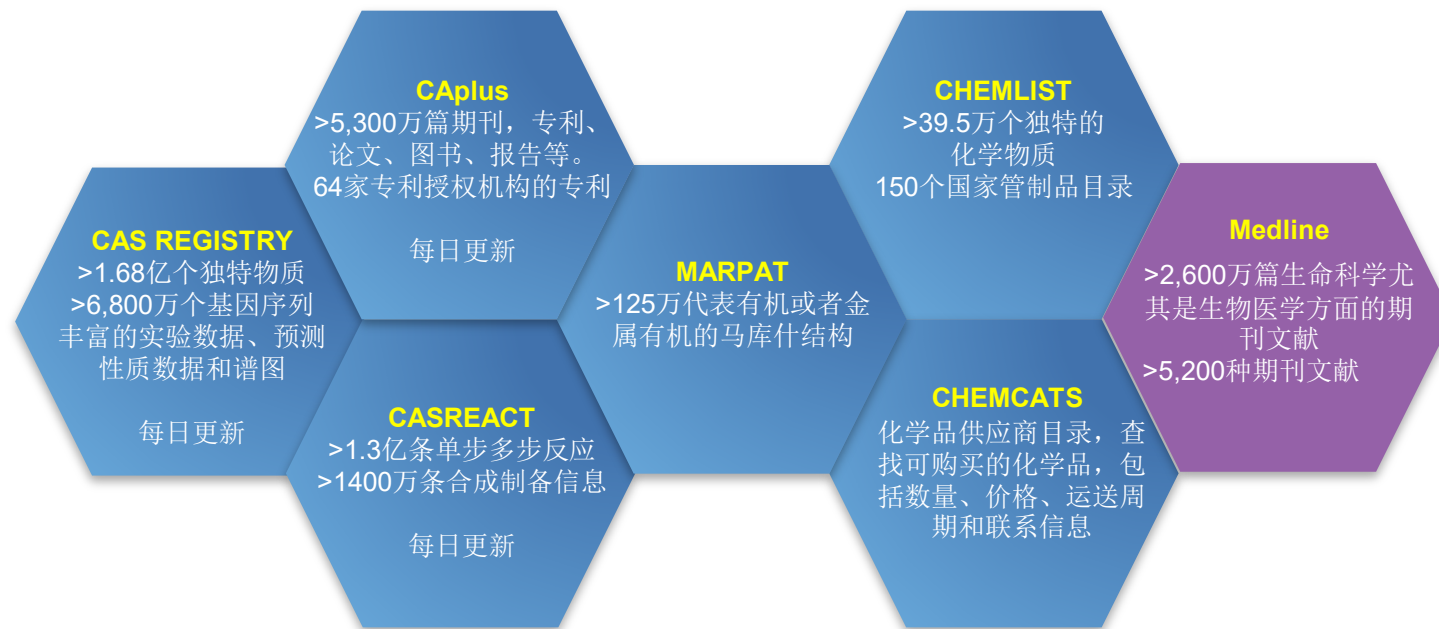 CAplus
>5,300万篇期刊，专利、
论文、图书、报告等。
64家专利授权机构的专利
每日更新
CHEMLIST
>39.5万个独特的
化学物质
150个国家管制品目录
CAS REGISTRY
>1.68亿个独特物质
>6,800万个基因序列
丰富的实验数据、预测
性质数据和谱图
每日更新
MARPAT
>125万代表有机或者金
属有机的马库什结构
Medline
>2,600万篇生命科学尤
其是生物医学方面的期
刊文献
>5,200种期刊文献
CASREACT
>1.3亿条单步多步反应
>1400万条合成制备信息
每日更新
CHEMCATS
化学品供应商目录，查
找可购买的化学品，包
括数量、价格、运送周
期和联系信息